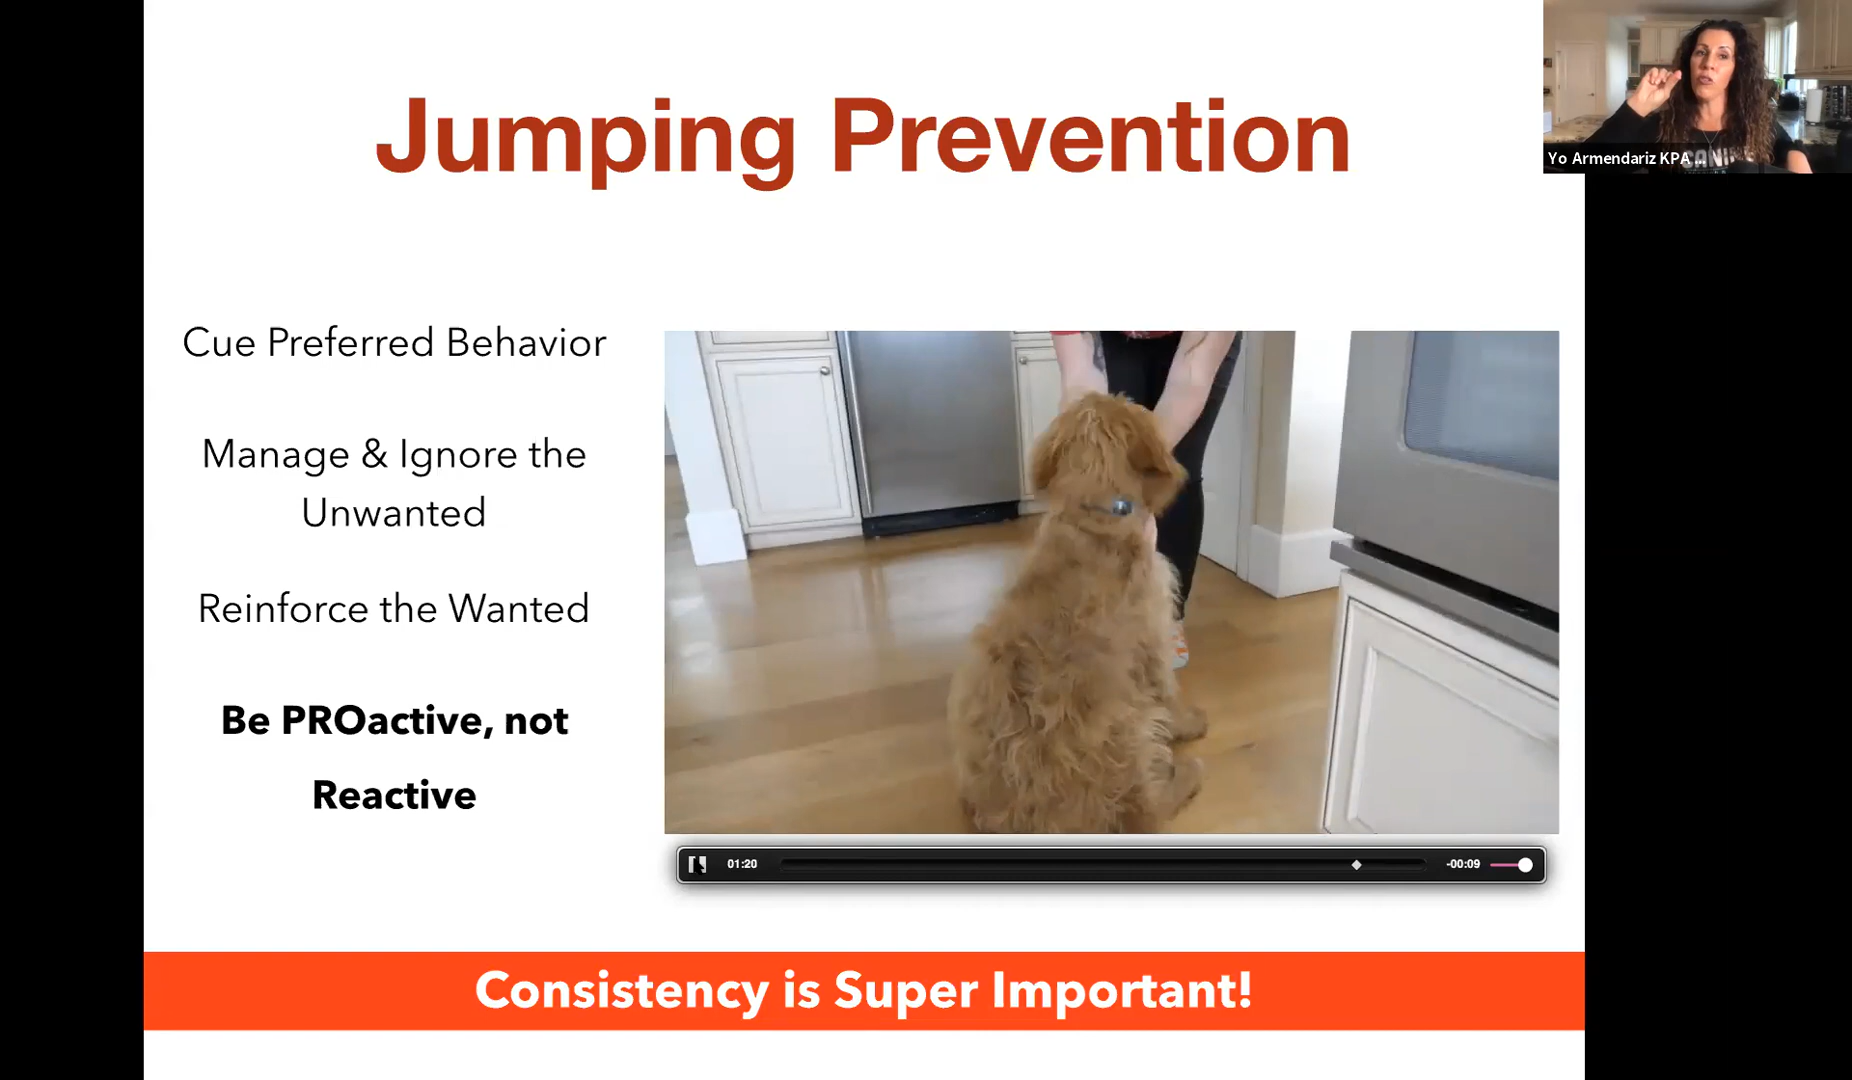 Jumping Prevention
Yo Armendariz KPA ...
CANI
Cue Preferred Behavior
Manage & Ignore the
Unwanted
Reinforce the Wanted
Be PROactive, not
Reactive
01:20
-00:09
Consistency is Super Important!